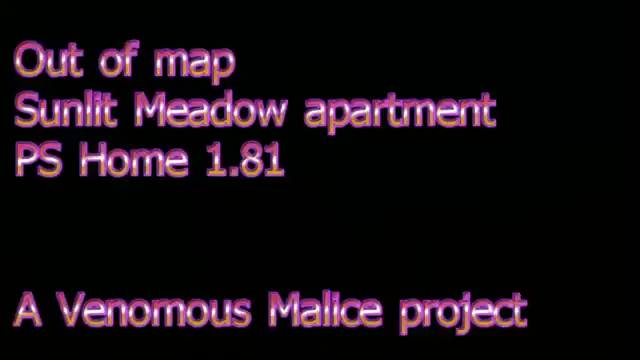 Out of map
Sunlit Meadow apartment
PS Home 1.81
A Venomous Malice project